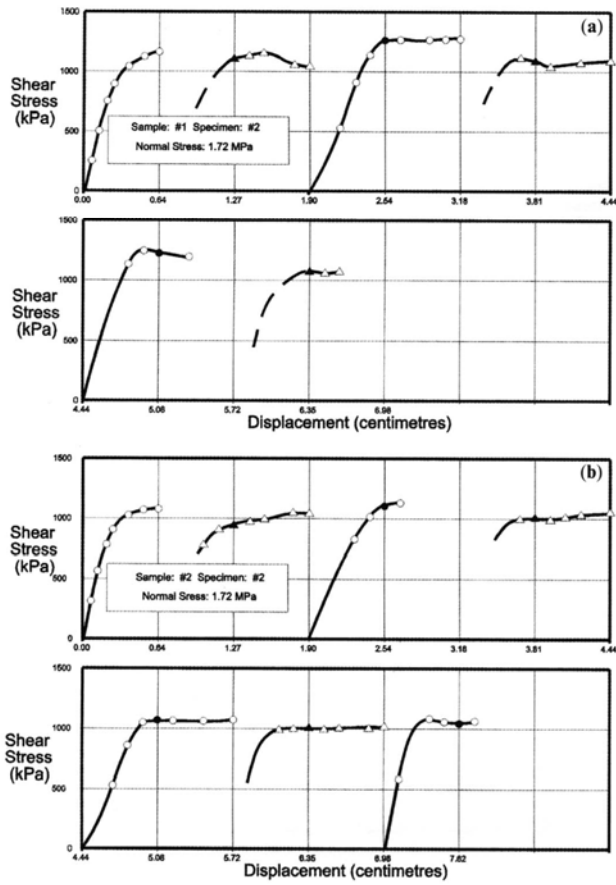 (a)
1500
1000
500
0
Shear
Stress
(kPa)
Sample: #1 Specimen: #2
Normal Stress: 1.72 MPa
0.00 0.64 1.27 1.90 2.54 3.18 3.81 4.44
1500
1000
500
0
Shear
Stress
(kPa)
4.44 5.08 5.72 6.35 6.98
Displacement (centimetres)
(b)
1500
1000
500
0
Shear
Stress
(kPa)
Sample: #2 Specimen: #2
Normal Sress: 1.72 MPa
0.00 0.64 1.27 1.90 2.54 3.18 3.81 4.44
1500
1000
500
0
Shear
Stress
(kPa)
4.44 5.08 5.72 6.35 6.98 7.62
Displacement (centimetres)